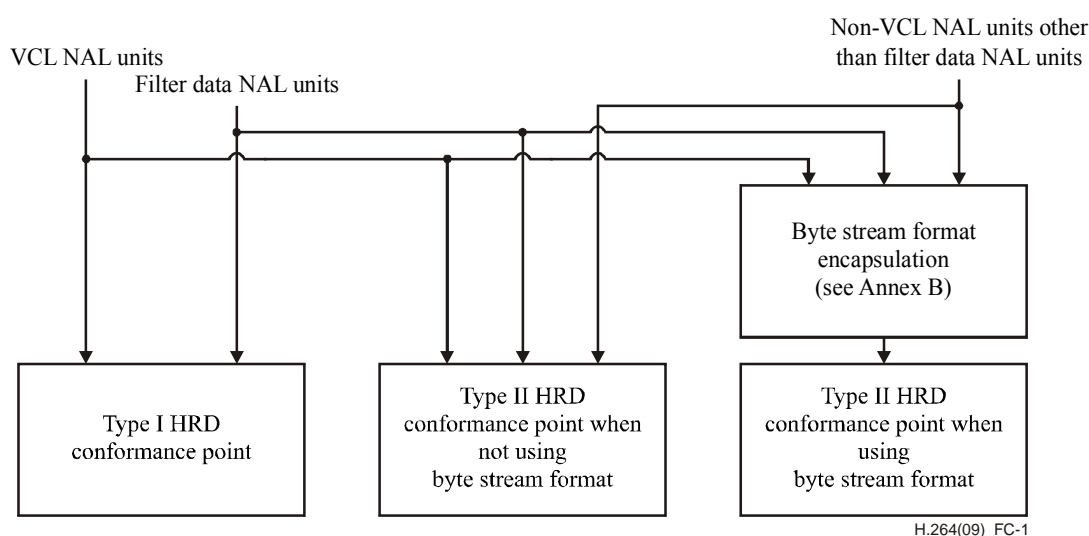 Non-VCL NAL units other
than filter data NAL units
VCL NAL units
Filter data NAL units
Byte stream format
encapsulation
(see Annex B)
Type I HRD
conformance point
Type II HRD
conformance point when
not using
byte stream format
Type II HRD
conformance point when
using
byte stream format
H.264(09)_FC-1